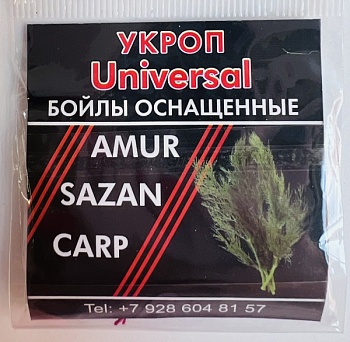 УКРОП
Universal
БОЙЛЫ ОСНАЩЕННЫЕ
AMUR
SAZAN
CARP
Tel: +7 928 604 81 57